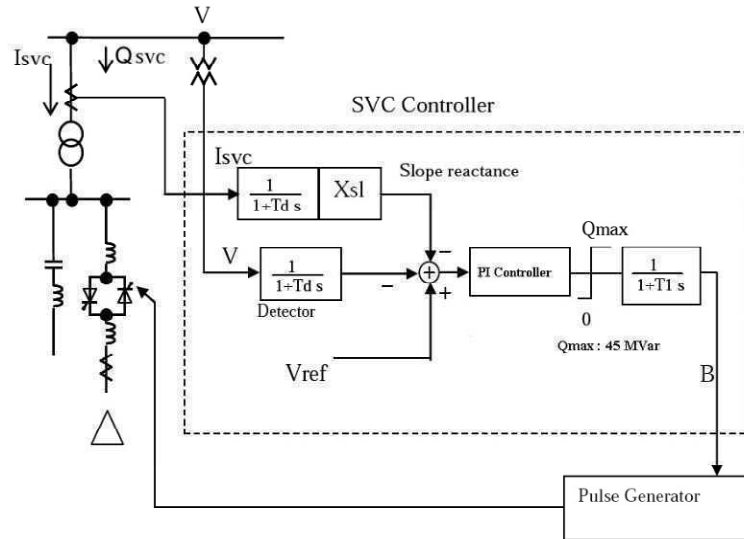 V
Isvc
Qsvc
SVC Controller
Isvc
1
1+Td s
Xsl
Slope reactance
−
V
1
1+Td s
−
+
+
Detector
PI Controller
Qmax
0
1
1+T1 s
Qmax : 45 MVar
Vref
B
Pulse Generator